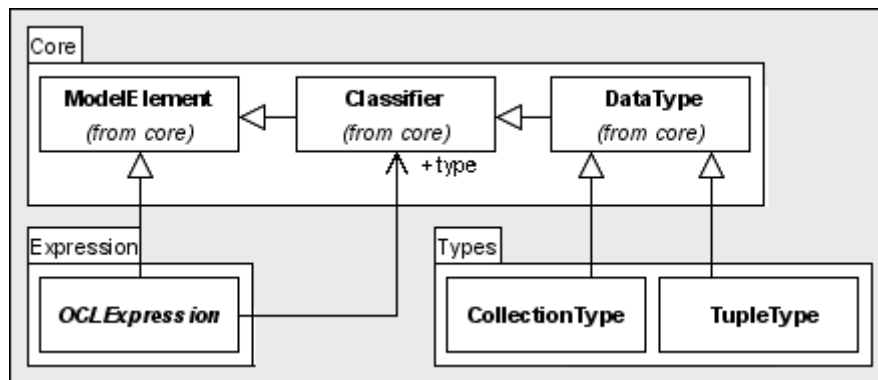 Core
ModelElement
(from core)
Classifier
(from core)
DataType
(from core)
+type
Expression
OCLExpression
Types
CollectionType
TupleType